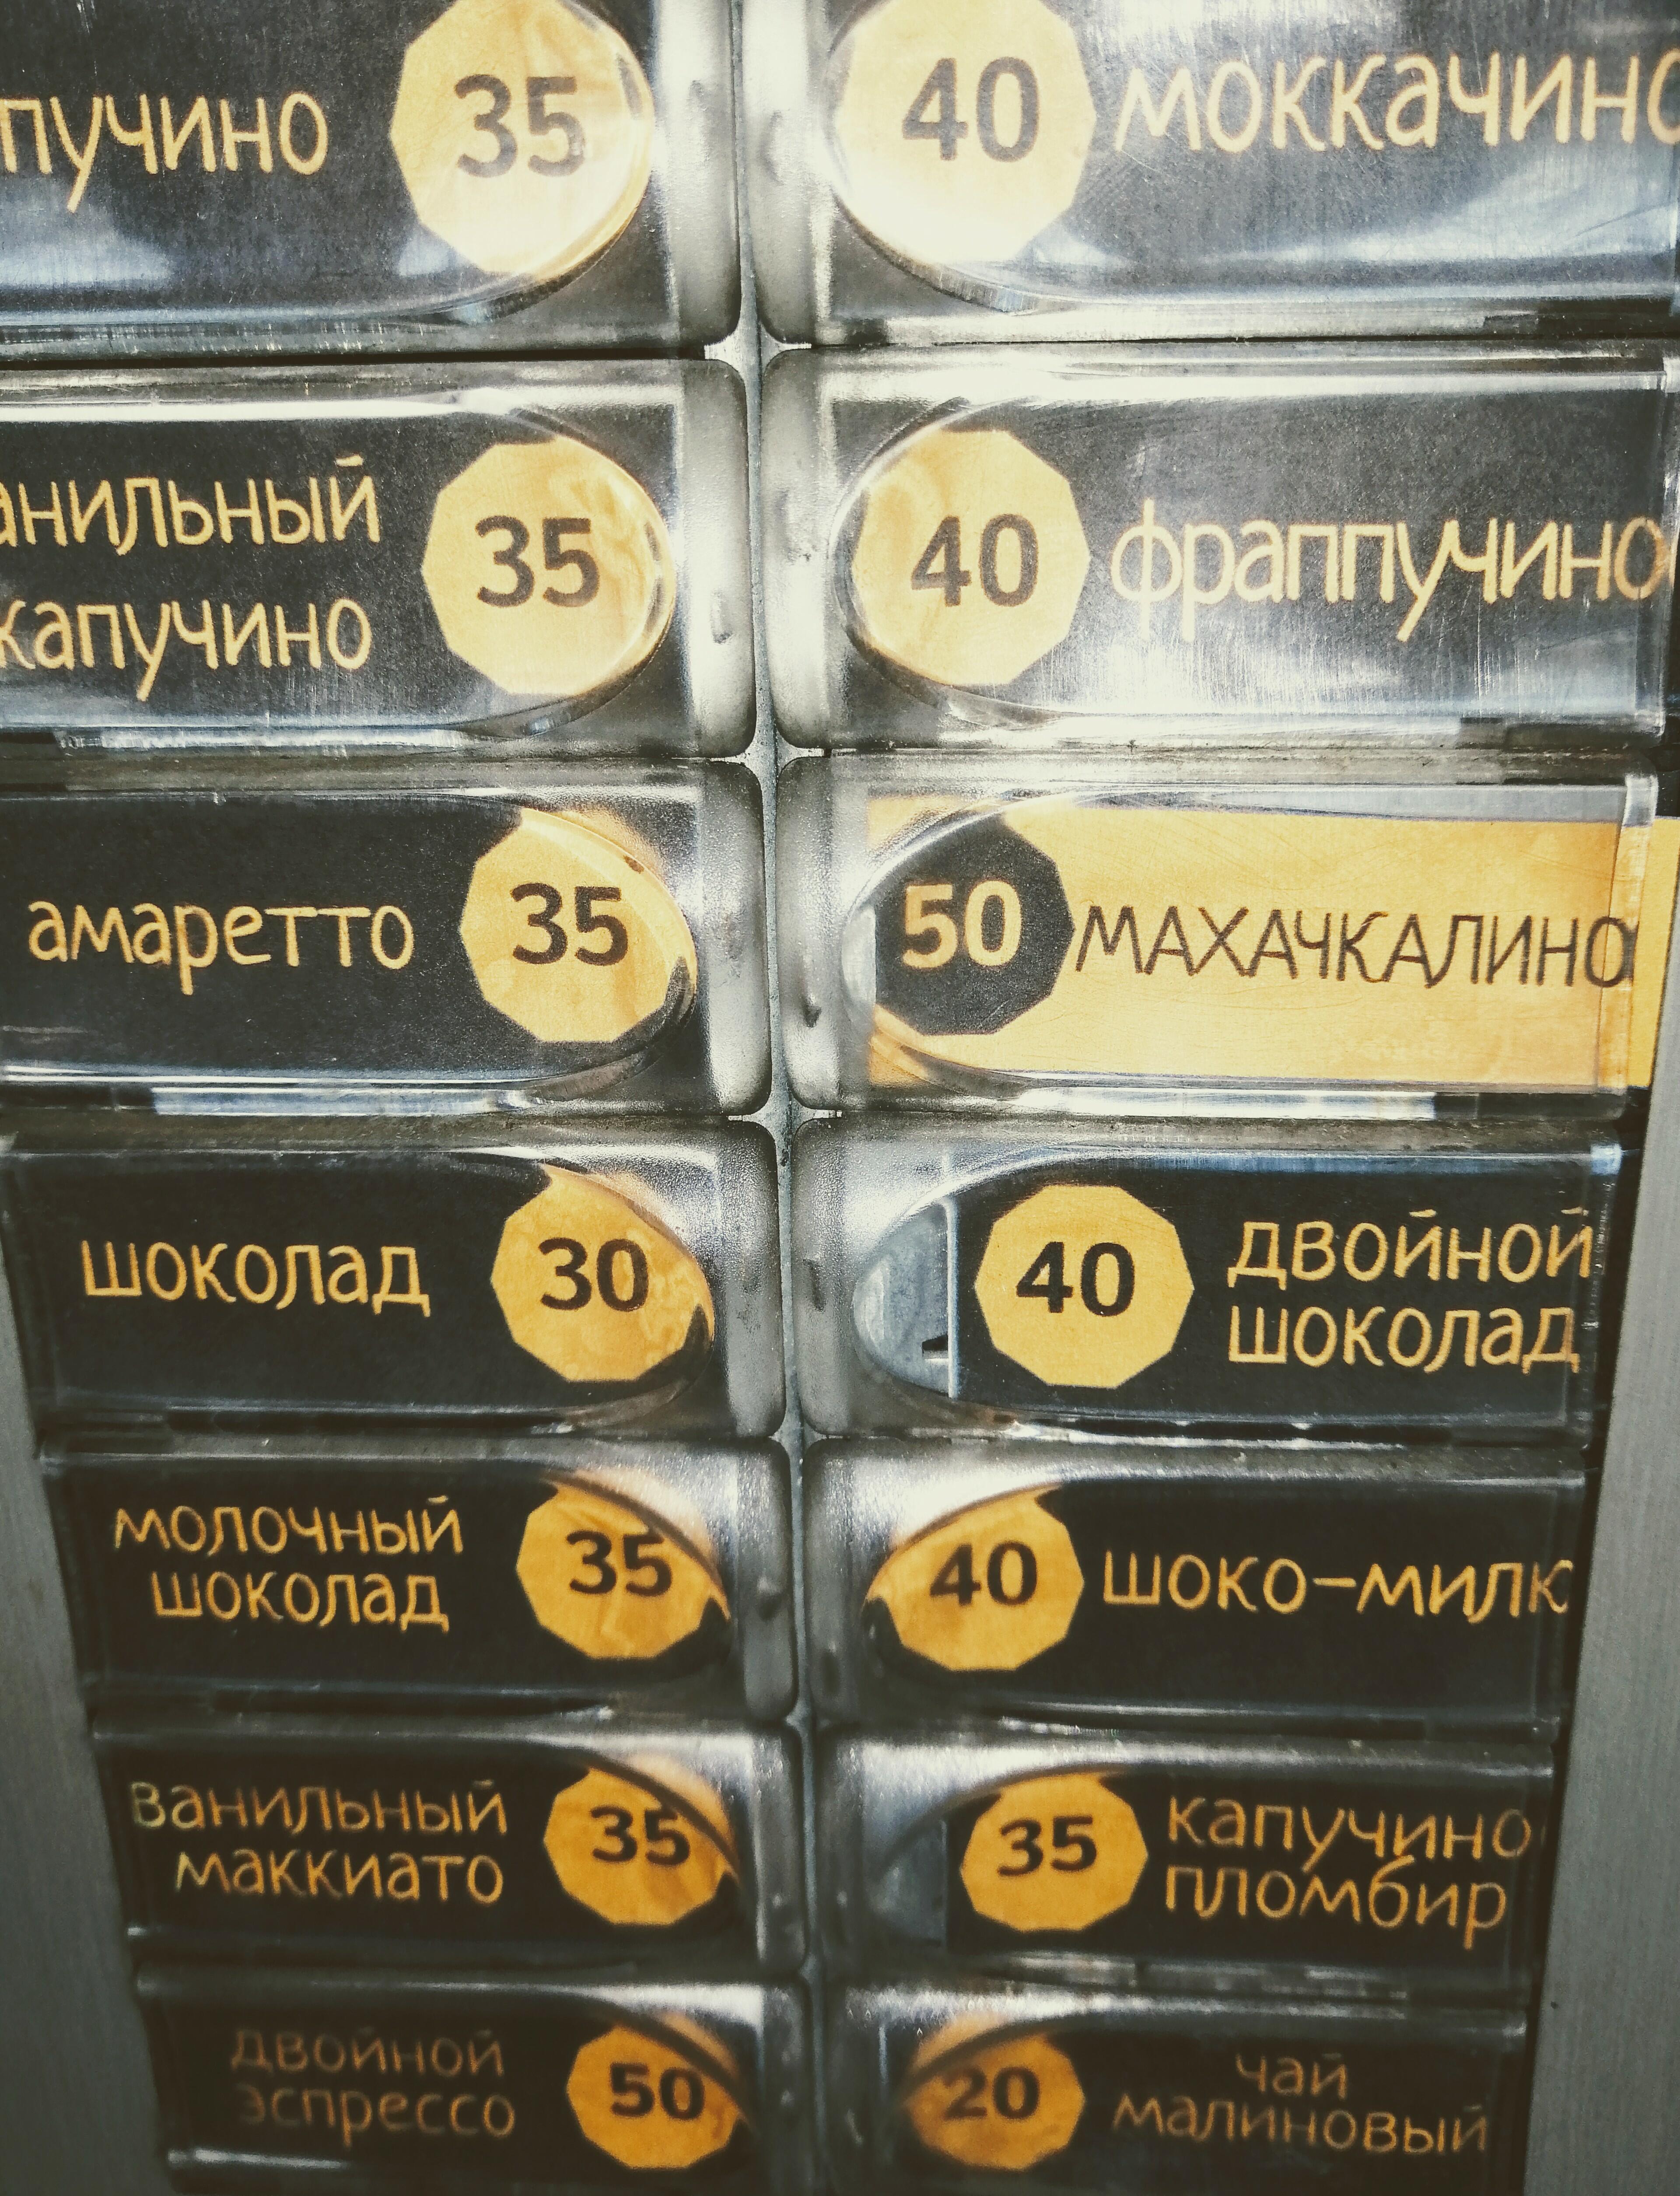 пучино 35
40 моккачино
анильный
капучино 35
40 фраппучино
амаретто 35
50 МАХАЧКАЛИНО
шоколад 30
40 двойной
шоколад
молочный
шоколад 35
40 шоко-милк
ванильный
маккиато 35
35 капучино
пломбир
двойной
эспрессо 50
20 чай
малиновый